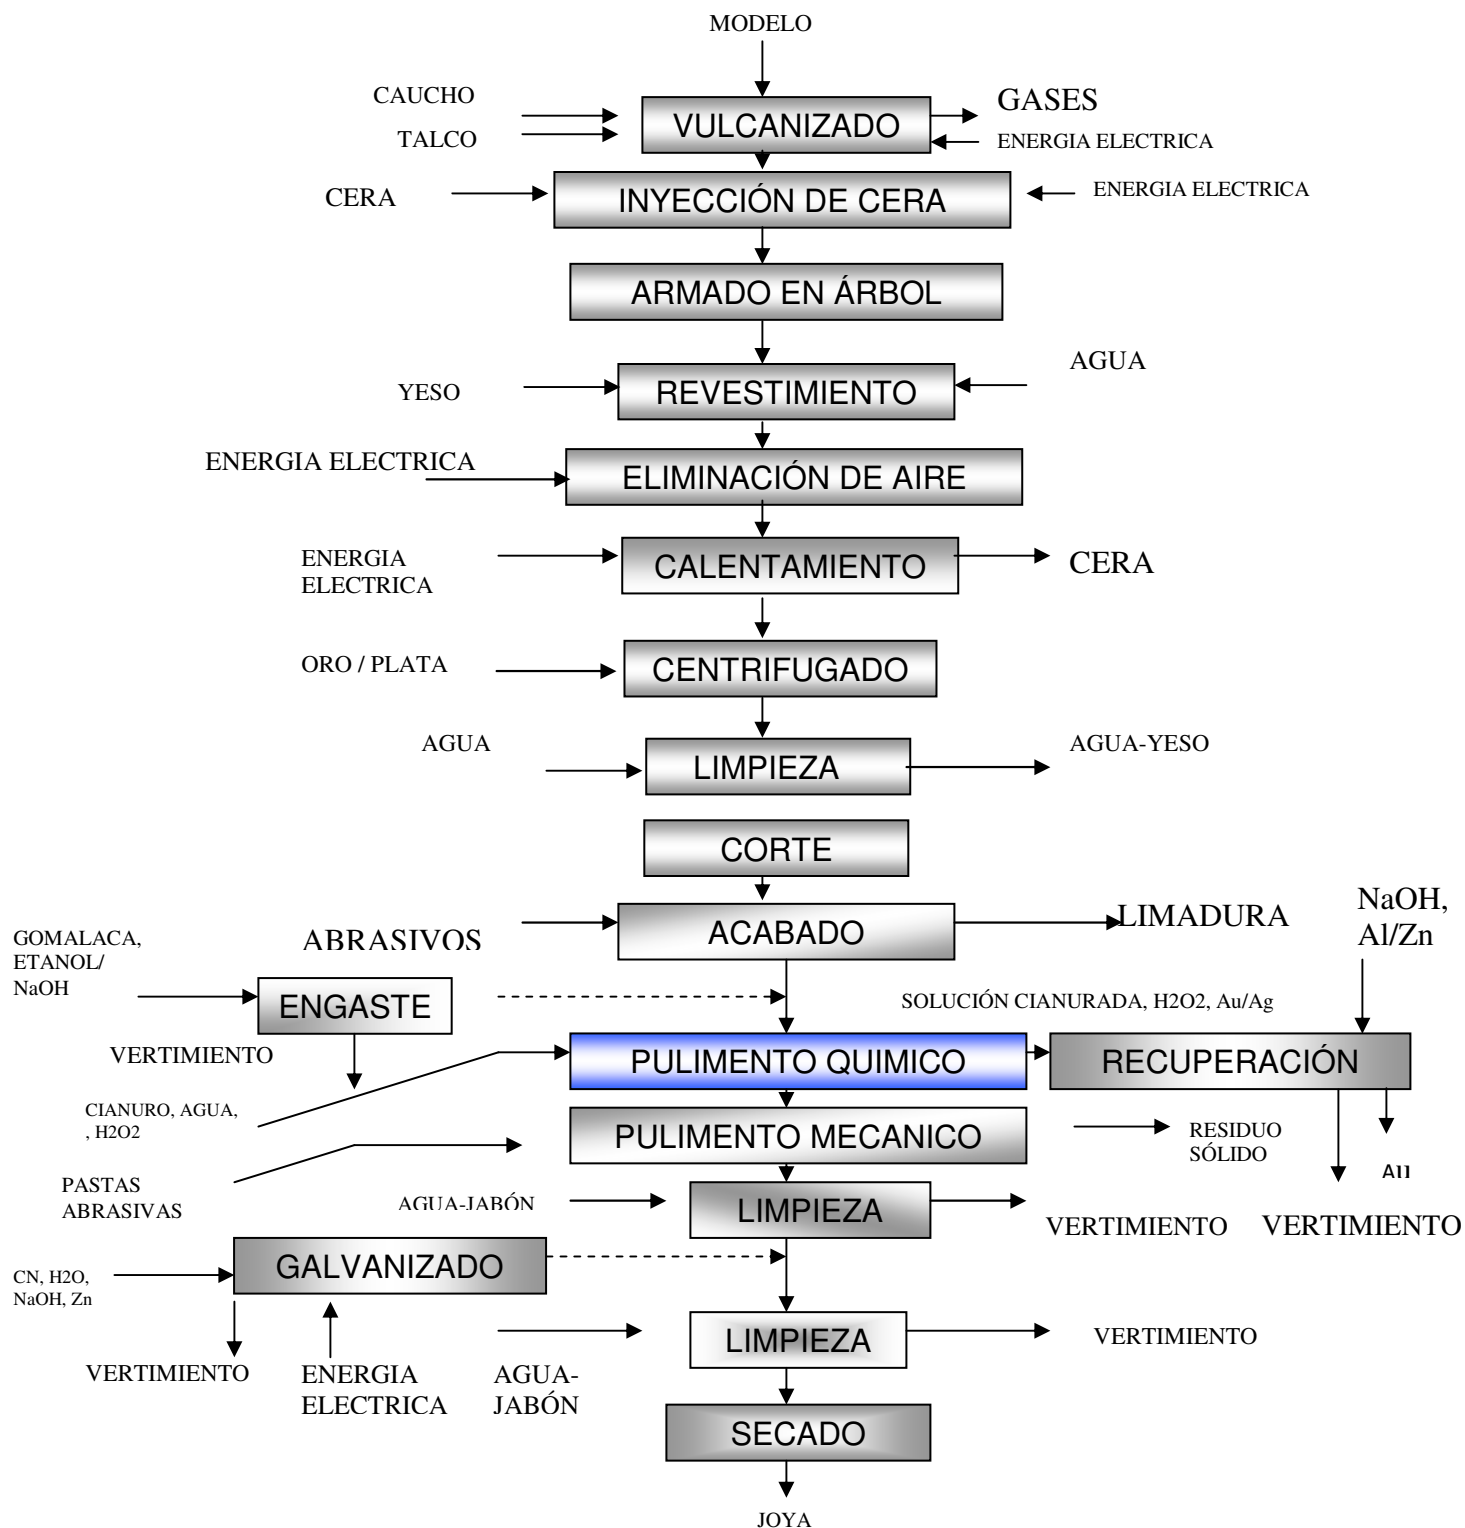 MODELO
CAUCHO
GASES
VULCANIZADO
TALCO
ENERGIA ELECTRICA
CERA
INYECCIÓN DE CERA
ENERGIA ELECTRICA
ARMADO EN ÁRBOL
AGUA
YESO
REVESTIMIENTO
ENERGIA ELECTRICA
ELIMINACIÓN DE AIRE
ENERGIA
ELECTRICA
CALENTAMIENTO
CERA
ORO / PLATA
CENTRIFUGADO
AGUA
LIMPIEZA
AGUA-YESO
CORTE
ABRASIVOS
ACABADO
LIMADURA
NaOH,
Al/Zn
GOMALACA,
ETANOL/
NaOH
ENGASTE
SOLUCIÓN CIANURADA, H2O2, Au/Ag
VERTIMIENTO
PULIMENTO QUIMICO
RECUPERACIÓN
CIANURO, AGUA,
, H2O2
PULIMENTO MECANICO
RESIDUO
SÓLIDO
PASTAS
ABRASIVAS
AGUA-JABÓN
LIMPIEZA
VERTIMIENTO
VERTIMIENTO
GALVANIZADO
CN, H2O,
NaOH, Zn
VERTIMIENTO
ENERGIA
ELECTRICA
AGUA-
JABÓN
LIMPIEZA
VERTIMIENTO
SECADO
JOYA